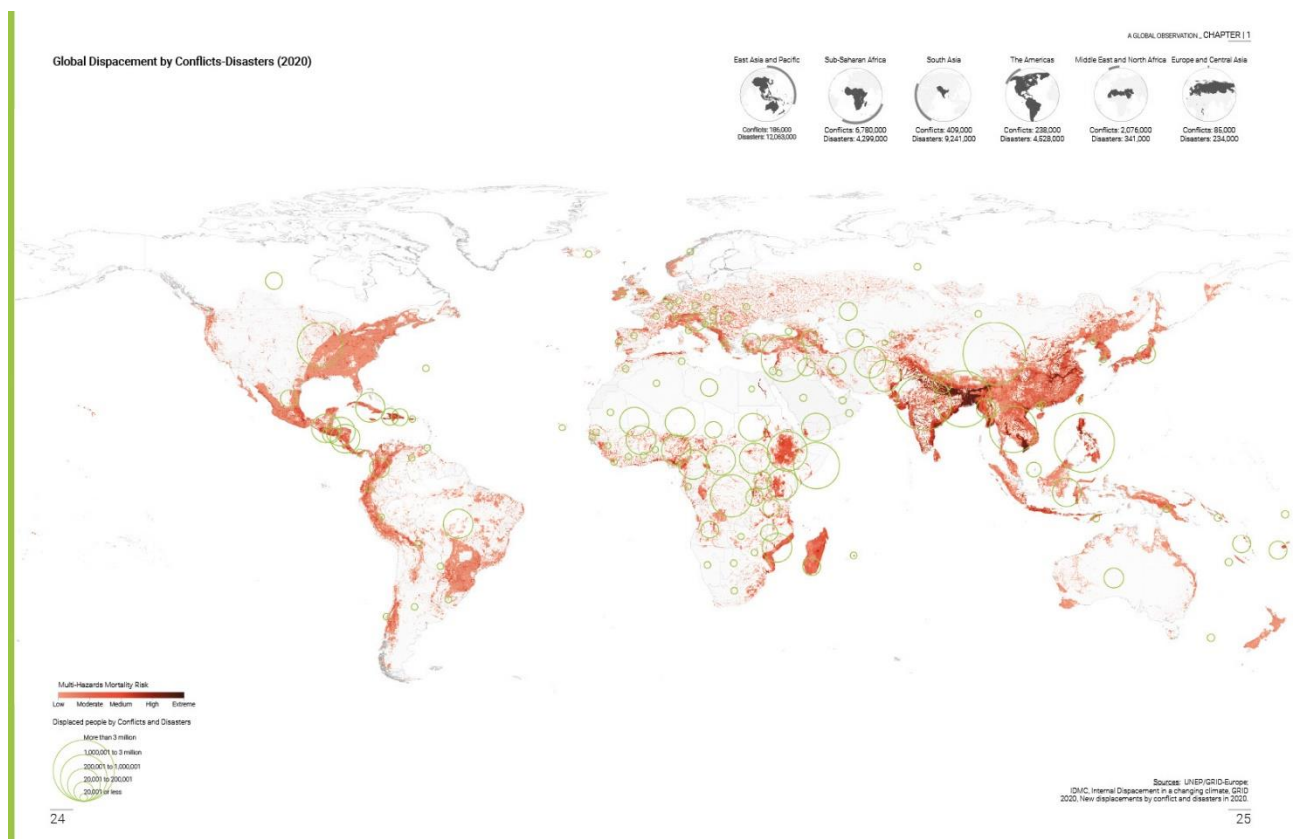 A GLOBAL OBSERVATION_ CHAPTER | 1
Global Dispacement by Conflicts-Disasters (2020)
East Asia and Pacific
Conflicts: 186,000
Disasters: 12,063,000
Sub-Saharan Africa
Conflicts: 6,780,000
Disasters: 4,299,000
South Asia
Conflicts: 409,000
Disasters: 9,241,000
The Americas
Conflicts: 238,000
Disasters: 4,528,000
Middle East and North Africa
Conflicts: 2,076,000
Disasters: 341,000
Europe and Central Asia
Conflicts: 85,000
Disasters: 234,000
Multi-Hazards Mortality Risk
Low Moderate Medium High Extreme
Displaced people by Conflicts and Disasters
More than 3 million
1,000,001 to 3 million
200,001 to 1,000,001
20,001 to 200,001
20,001 or less
Sources: UNEP/GRID-Europe;
IDMC, Internal Dispacement in a changing climate, GRID
2020, New displacements by conflict and disasters in 2020.
24
25